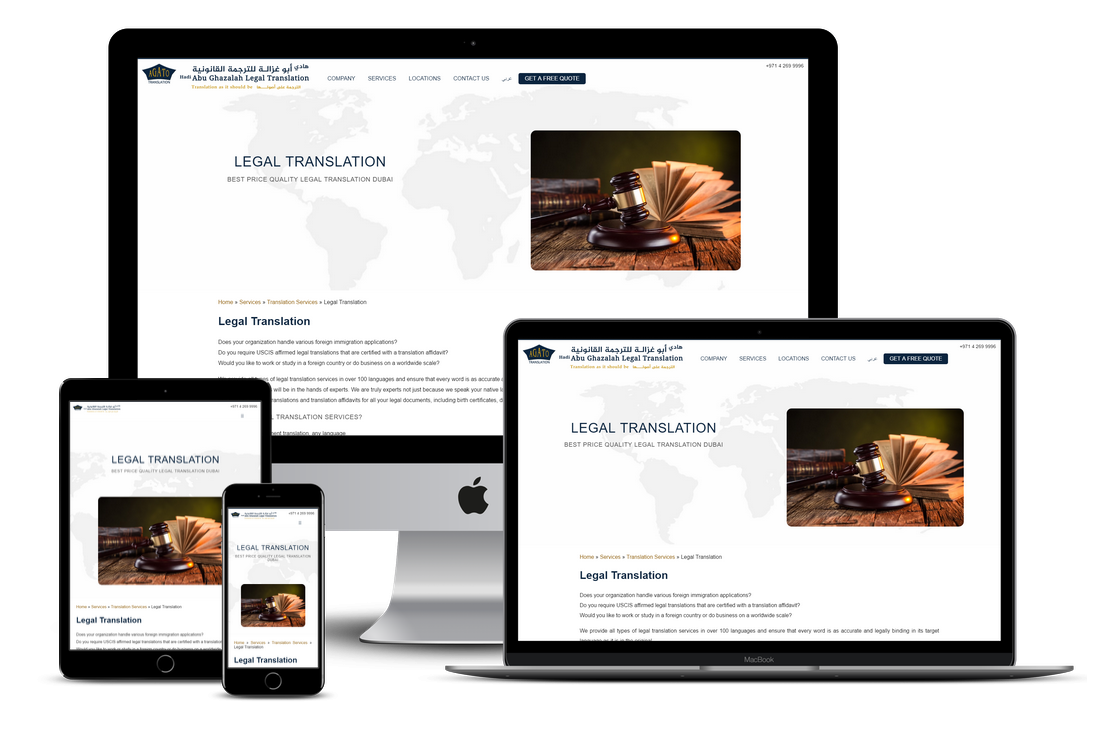 +971 4 269 9996
AGATO
TRANSLATION
هادي أبو غزالـة للترجمة القانونية
Hadi Abu Ghazalah Legal Translation
Translation as it should be
COMPANY SERVICES LOCATIONS CONTACT US عربي GET A FREE QUOTE
LEGAL TRANSLATION
BEST PRICE QUALITY LEGAL TRANSLATION DUBAI
Home » Services » Translation Services » Legal Translation
Legal Translation
Does your organization handle various foreign immigration applications?
Do you require USCIS affirmed legal translations that are certified with a translation affidavit?
Would you like to work or study in a foreign country or do business on a worldwide scale?
of legal translation services in over 100 languages and ensure that every word is as accurate
will be in the hands of experts. We are truly experts not just because we speak your native
translations and translation affidavits for all your legal documents, including birth certificates,
TRANSLATION SERVICES?
translation, any language
+971 4 269 9996
AGATO
TRANSLATION
هادي أبو غزالـة للترجمة القانونية
Hadi Abu Ghazalah Legal Translation
Translation as it should be
COMPANY SERVICES LOCATIONS CONTACT US عربي GET A FREE QUOTE
LEGAL TRANSLATION
BEST PRICE QUALITY LEGAL TRANSLATION DUBAI
Home » Services » Translation Services » Legal Translation
Legal Translation
Does your organization handle various foreign immigration applications?
Do you require USCIS affirmed legal translations that are certified with a translation affidavit?
Would you like to work or study in a foreign country or do business on a worldwide scale?
We provide all types of legal translation services in over 100 languages and ensure that every word is as accurate and legally binding in its target
MacBook
+971 4 269 9996
LEGAL TRANSLATION
BEST PRICE QUALITY LEGAL TRANSLATION DUBAI
Home » Services » Translation Services » Legal Translation
Legal Translation
Does your organization handle various foreign immigration applications?
Do you require USCIS affirmed legal translations that are certified with a translation
+971 4 269 9996
LEGAL TRANSLATION
BEST PRICE QUALITY LEGAL TRANSLATION
DUBAI
Home » Services » Translation Services »
Legal Translation
Legal Translation